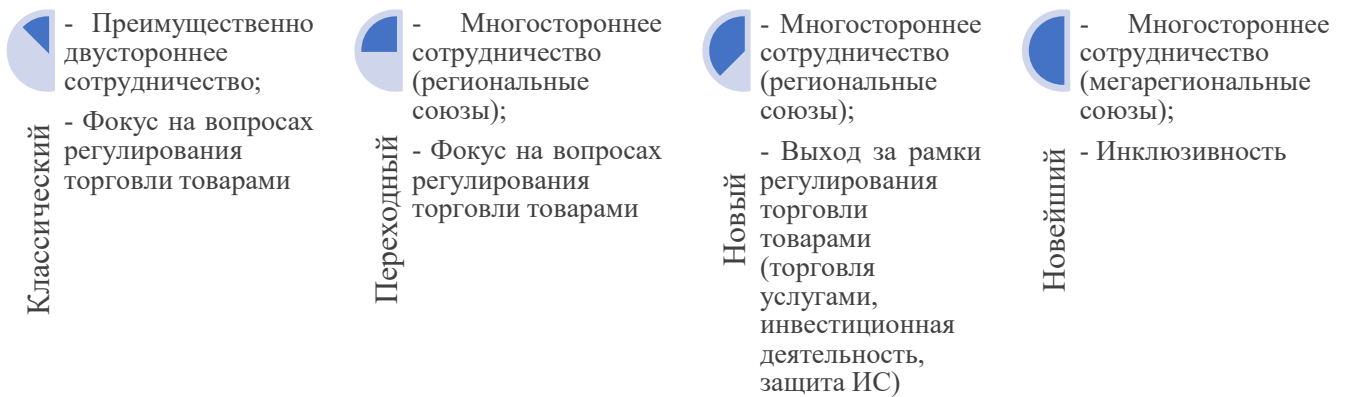 Классический
- Преимущественно
двустороннее
сотрудничество;
- Фокус на вопросах
регулирования
торговли товарами
Переходный
- Многостороннее
сотрудничество
(региональные
союзы);
- Фокус на вопросах
регулирования
торговли товарами
Новый
- Многостороннее
сотрудничество
(региональные
союзы);
- Выход за рамки
регулирования
торговли
товарами
(торговля
услугами,
инвестиционная
деятельность,
защита ИС)
Новейший
- Многостороннее
сотрудничество
(мегарегиональные
союзы);
- Инклюзивность